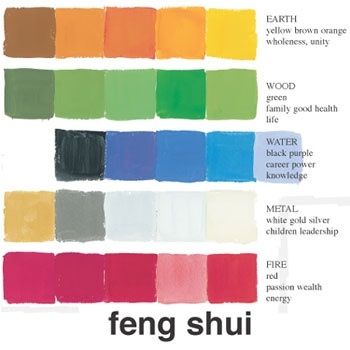 EARTH
yellow brown orange
wholeness, unity
WOOD
green
family good health
life
WATER
black purple
career power
knowledge
METAL
white gold silver
children leadership
FIRE
red
passion wealth
energy
feng shui